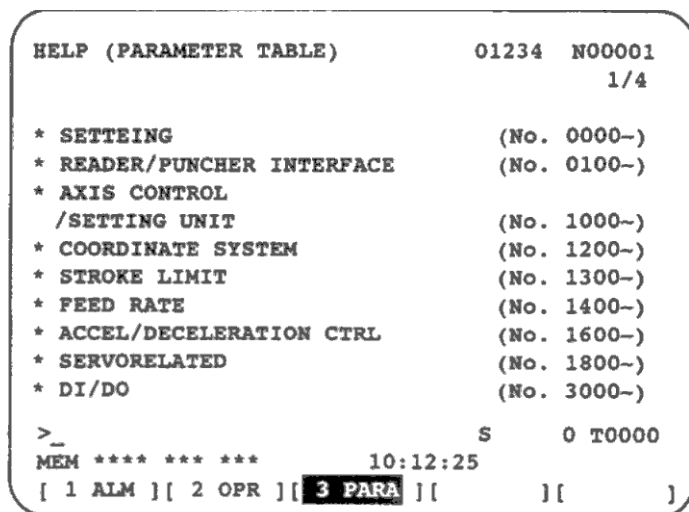 HELP (PARAMETER TABLE) O1234 N00001
1/4
* SETTEING (No. 0000~)
* READER/PUNCHER INTERFACE (No. 0100~)
* AXIS CONTROL
/SETTING UNIT (No. 1000~)
* COORDINATE SYSTEM (No. 1200~)
* STROKE LIMIT (No. 1300~)
* FEED RATE (No. 1400~)
* ACCEL/DECELERATION CTRL (No. 1600~)
* SERVORELATED (No. 1800~)
* DI/DO (No. 3000~)
>_ S 0 T0000
MEM **** *** *** 10:12:25
[ 1 ALM ][ 2 OPR ][ 3 PARA ][ ][ ]